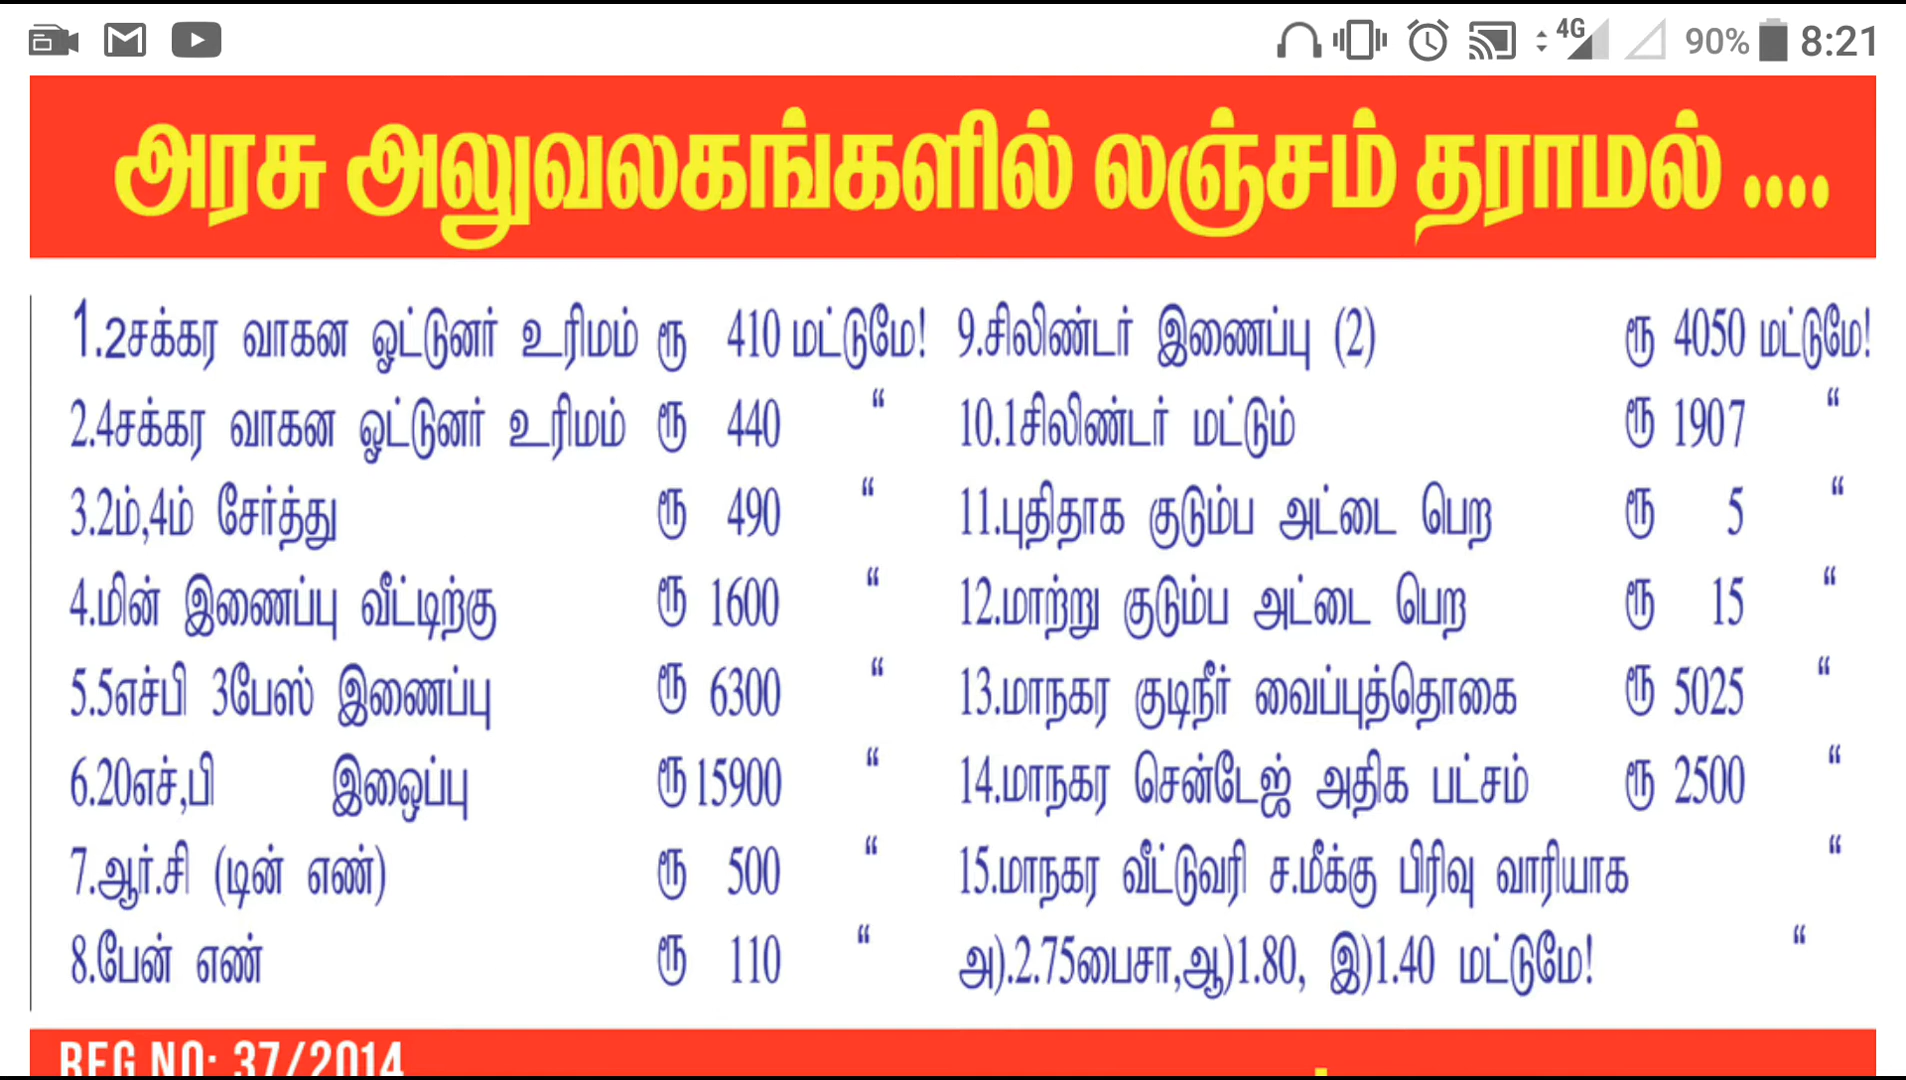 4G 90% 8:21
அரசு அலுவலகங்களில் லஞ்சம் தராமல் ....
1.2சக்கர வாகன ஓட்டுனர் உரிமம் ரூ 410 மட்டுமே!
2.4சக்கர வாகன ஓட்டுனர் உரிமம் ரூ 440 “
3.2ம்,4ம் சேர்த்து ரூ 490 “
4.மின் இணைப்பு வீட்டிற்கு ரூ 1600 “
5.5எச்பி 3பேஸ் இணைப்பு ரூ 6300 “
6.20எச்,பி இஹைப்பு ரூ 15900 “
7.ஆர்.சி (டின் எண்) ரூ 500 “
8.பேன் எண் ரூ 110 “
9.சிலிண்டர் இணைப்பு (2) ரூ 4050 மட்டுமே!
10.1சிலிண்டர் மட்டும் ரூ 1907 “
11.புதிதாக குடும்ப அட்டை பெற ரூ 5 “
12.மாற்று குடும்ப அட்டை பெற ரூ 15 “
13.மாநகர குடிநீர் வைப்புத்தொகை ரூ 5025 “
14.மாநகர சென்டேஜ் அதிக பட்சம் ரூ 2500 “
15.மாநகர வீட்டுவரி ச.மீக்கு பிரிவு வாரியாக “
அ).2.75பைசா,ஆ)1.80, இ)1.40 மட்டுமே! “
REG NO: 37/2014